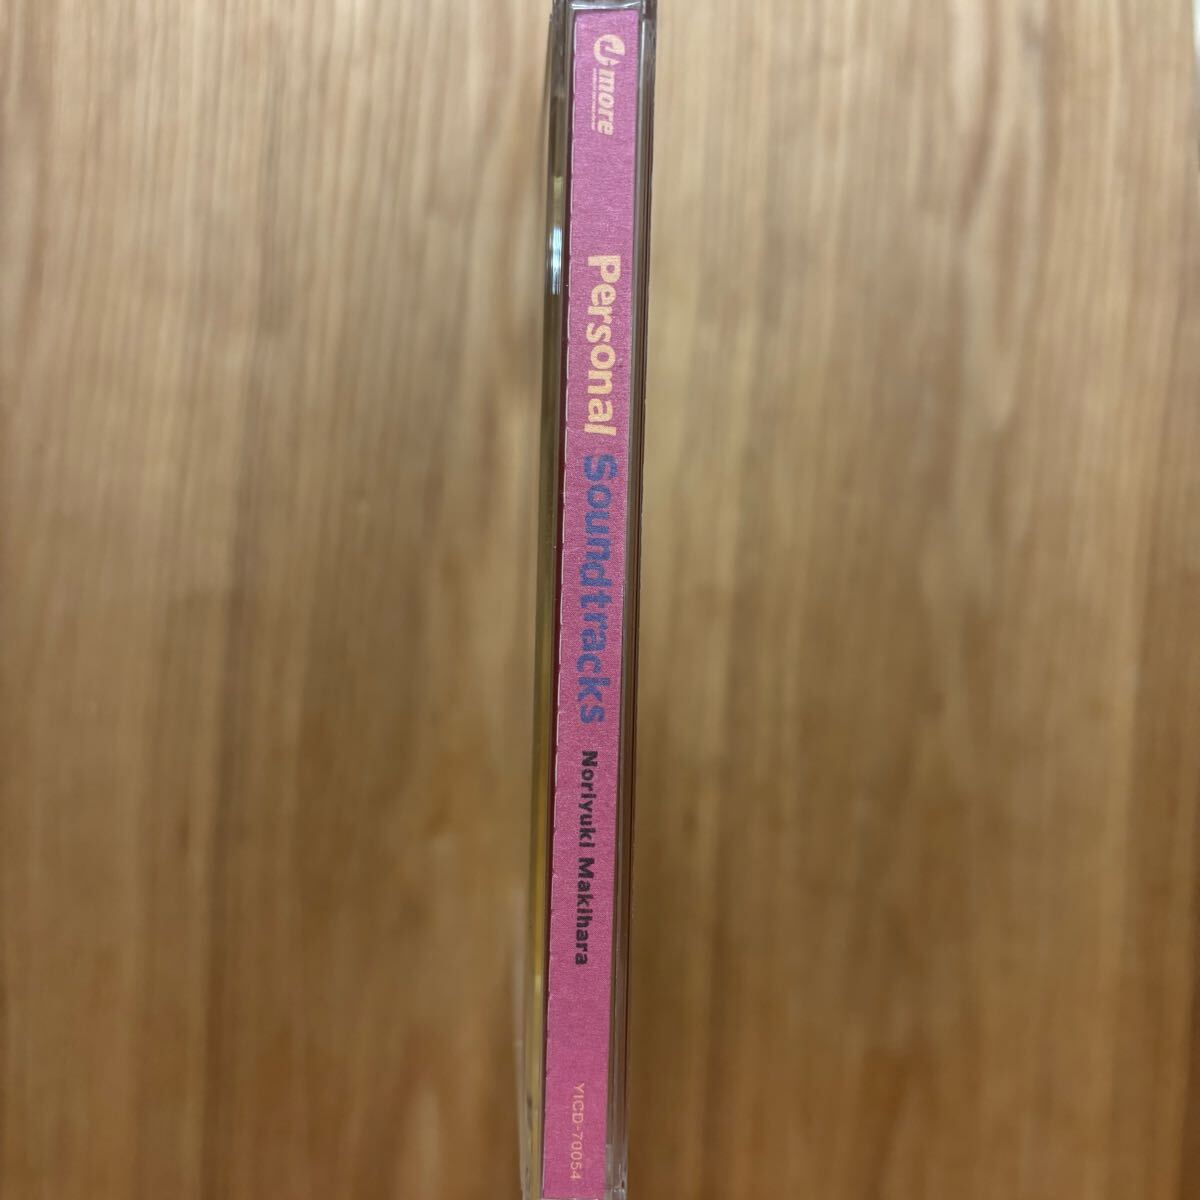 more
Personal Soundtracks Noriyuki Makihara
YICD-70054